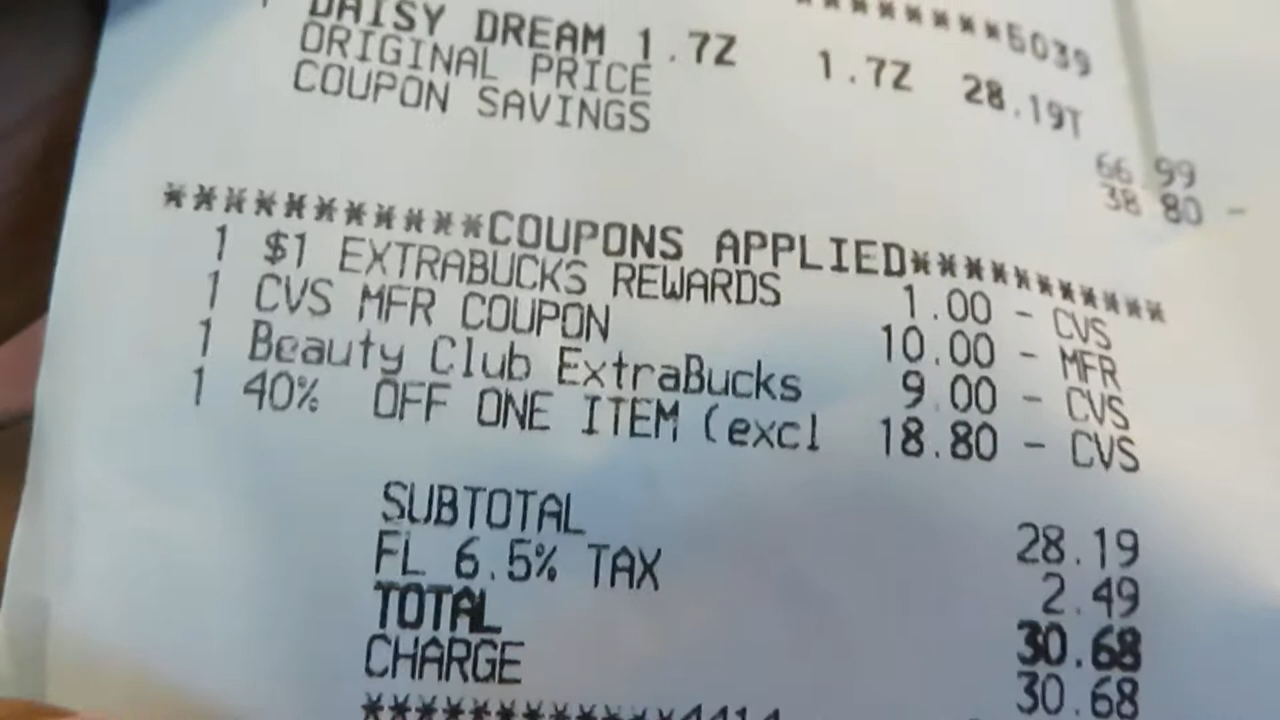 ********6039
1 DAISY DREAM 1.7Z 1.7Z 28.19T
ORIGINAL PRICE 66.99
COUPON SAVINGS 38.80 -
***********COUPONS APPLIED**********
1 $1 EXTRABUCKS REWARDS 1.00 - CVS
1 CVS MFR COUPON 10.00 - MFR
1 Beauty Club ExtraBucks 9.00 - CVS
1 40% OFF ONE ITEM (excl 18.80 - CVS
SUBTOTAL 28.19
FL 6.5% TAX 2.49
TOTAL 30.68
CHARGE 30.68
***********4414